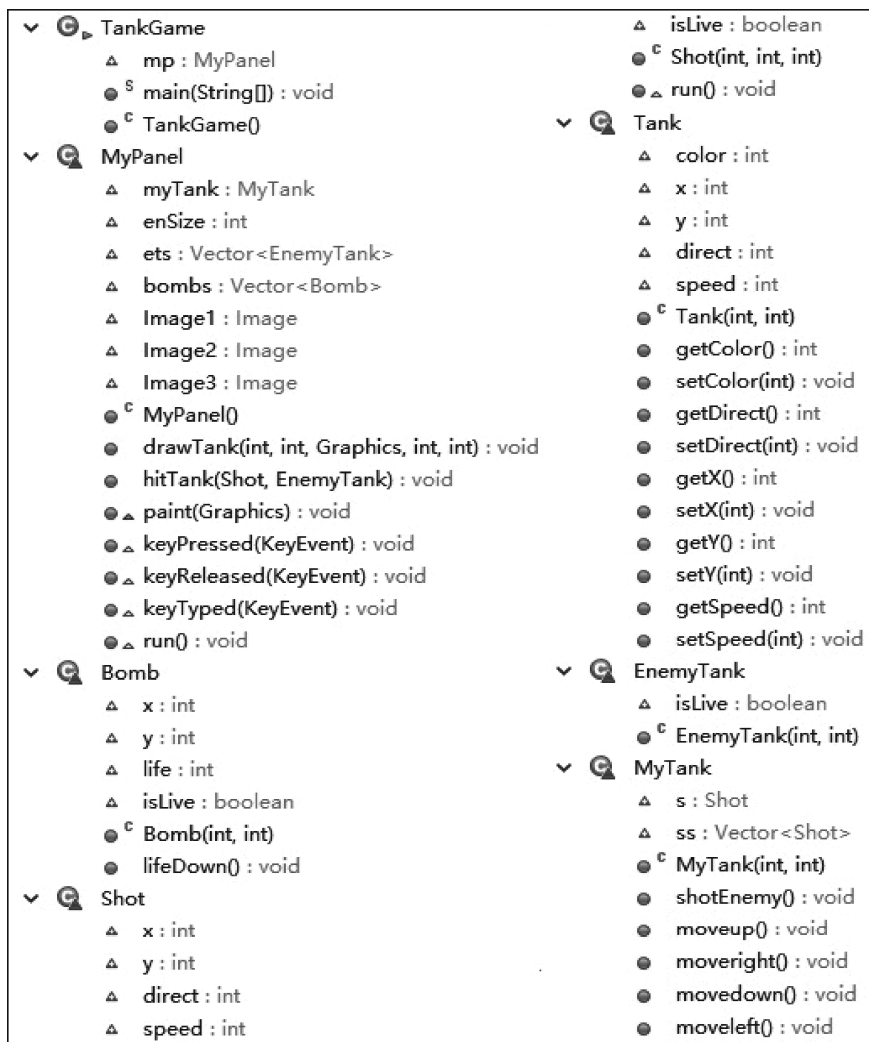 TankGame
mp : MyPanel
main(String[]) : void
TankGame()
MyPanel
myTank : MyTank
enSize : int
ets : Vector<EnemyTank>
bombs : Vector<Bomb>
Image1 : Image
Image2 : Image
Image3 : Image
MyPanel()
drawTank(int, int, Graphics, int, int) : void
hitTank(Shot, EnemyTank) : void
paint(Graphics) : void
keyPressed(KeyEvent) : void
keyReleased(KeyEvent) : void
keyTyped(KeyEvent) : void
run() : void
Bomb
x : int
y : int
life : int
isLive : boolean
Bomb(int, int)
lifeDown() : void
Shot
x : int
y : int
direct : int
speed : int
isLive : boolean
Shot(int, int, int)
run() : void
Tank
color : int
x : int
y : int
direct : int
speed : int
Tank(int, int)
getColor() : int
setColor(int) : void
getDirect() : int
setDirect(int) : void
getX() : int
setX(int) : void
getY() : int
setY(int) : void
getSpeed() : int
setSpeed(int) : void
EnemyTank
isLive : boolean
EnemyTank(int, int)
MyTank
s : Shot
ss : Vector<Shot>
MyTank(int, int)
shotEnemy() : void
moveup() : void
moveright() : void
movedown() : void
moveleft() : void